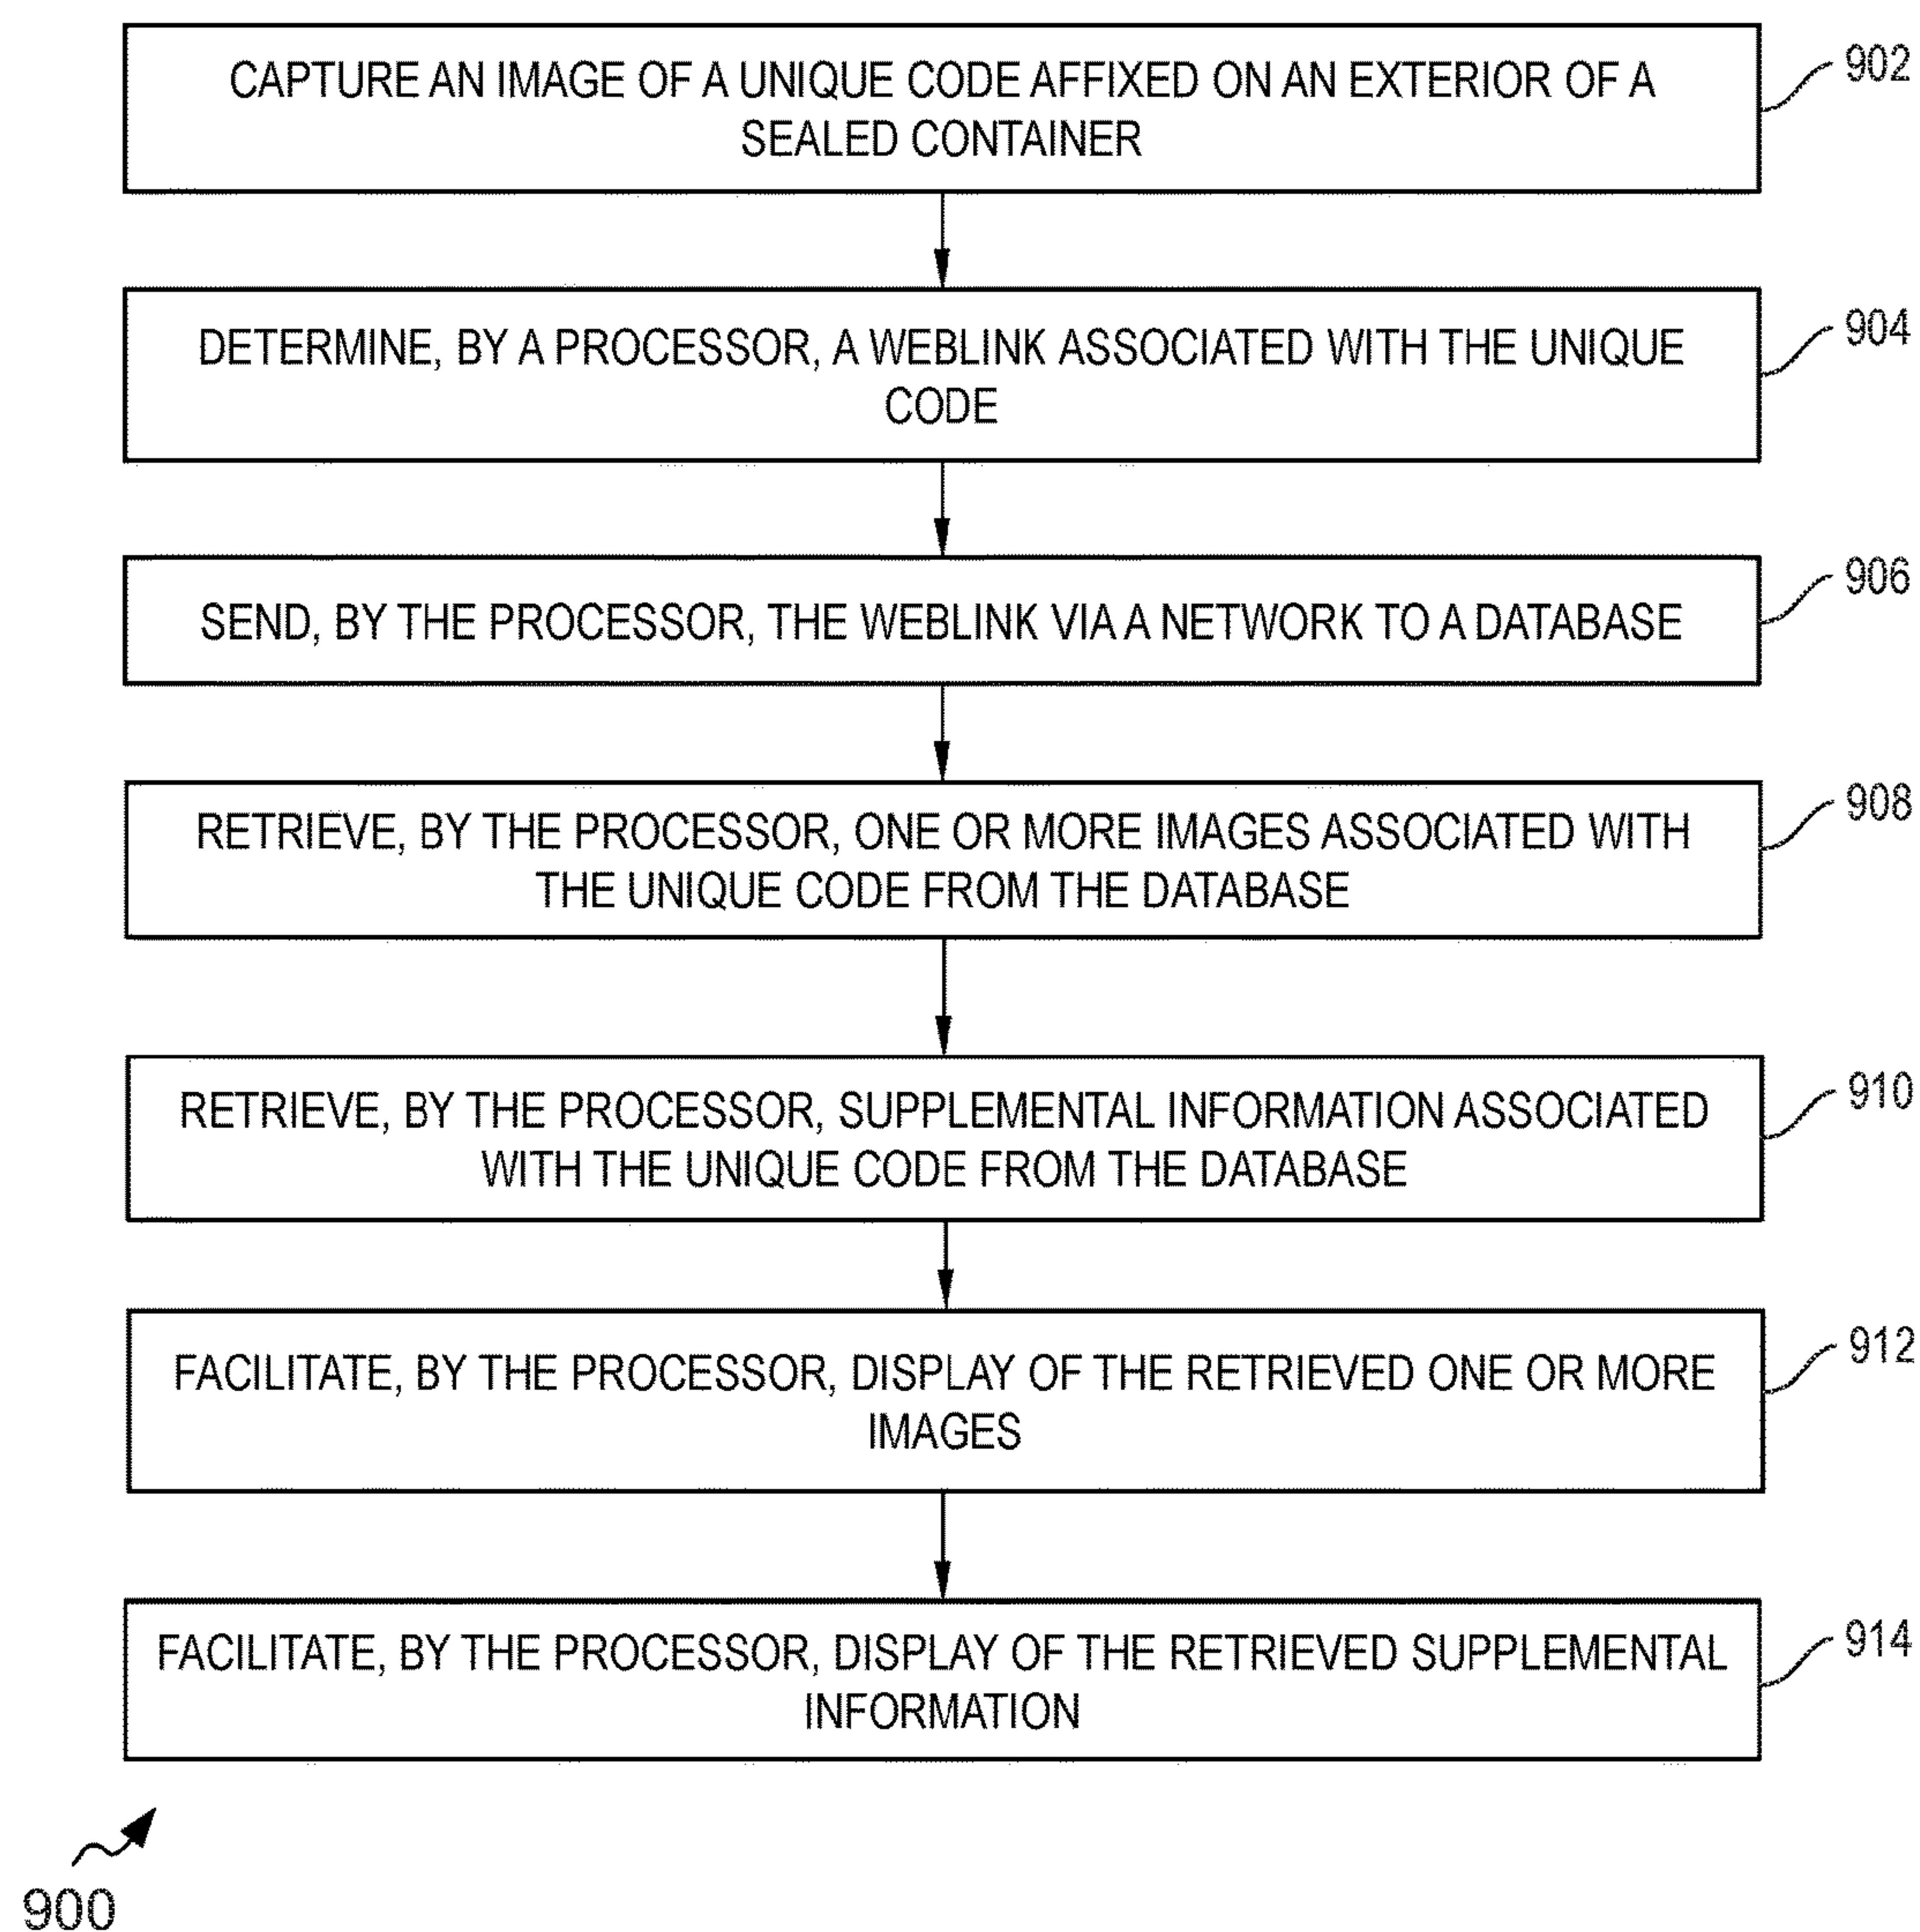 CAPTURE AN IMAGE OF A UNIQUE CODE AFFIXED ON AN EXTERIOR OF A
SEALED CONTAINER
902
DETERMINE, BY A PROCESSOR, A WEBLINK ASSOCIATED WITH THE UNIQUE
CODE
904
SEND, BY THE PROCESSOR, THE WEBLINK VIA A NETWORK TO A DATABASE
906
RETRIEVE, BY THE PROCESSOR, ONE OR MORE IMAGES ASSOCIATED WITH
THE UNIQUE CODE FROM THE DATABASE
908
RETRIEVE, BY THE PROCESSOR, SUPPLEMENTAL INFORMATION ASSOCIATED
WITH THE UNIQUE CODE FROM THE DATABASE
910
FACILITATE, BY THE PROCESSOR, DISPLAY OF THE RETRIEVED ONE OR MORE
IMAGES
912
FACILITATE, BY THE PROCESSOR, DISPLAY OF THE RETRIEVED SUPPLEMENTAL
INFORMATION
914
900